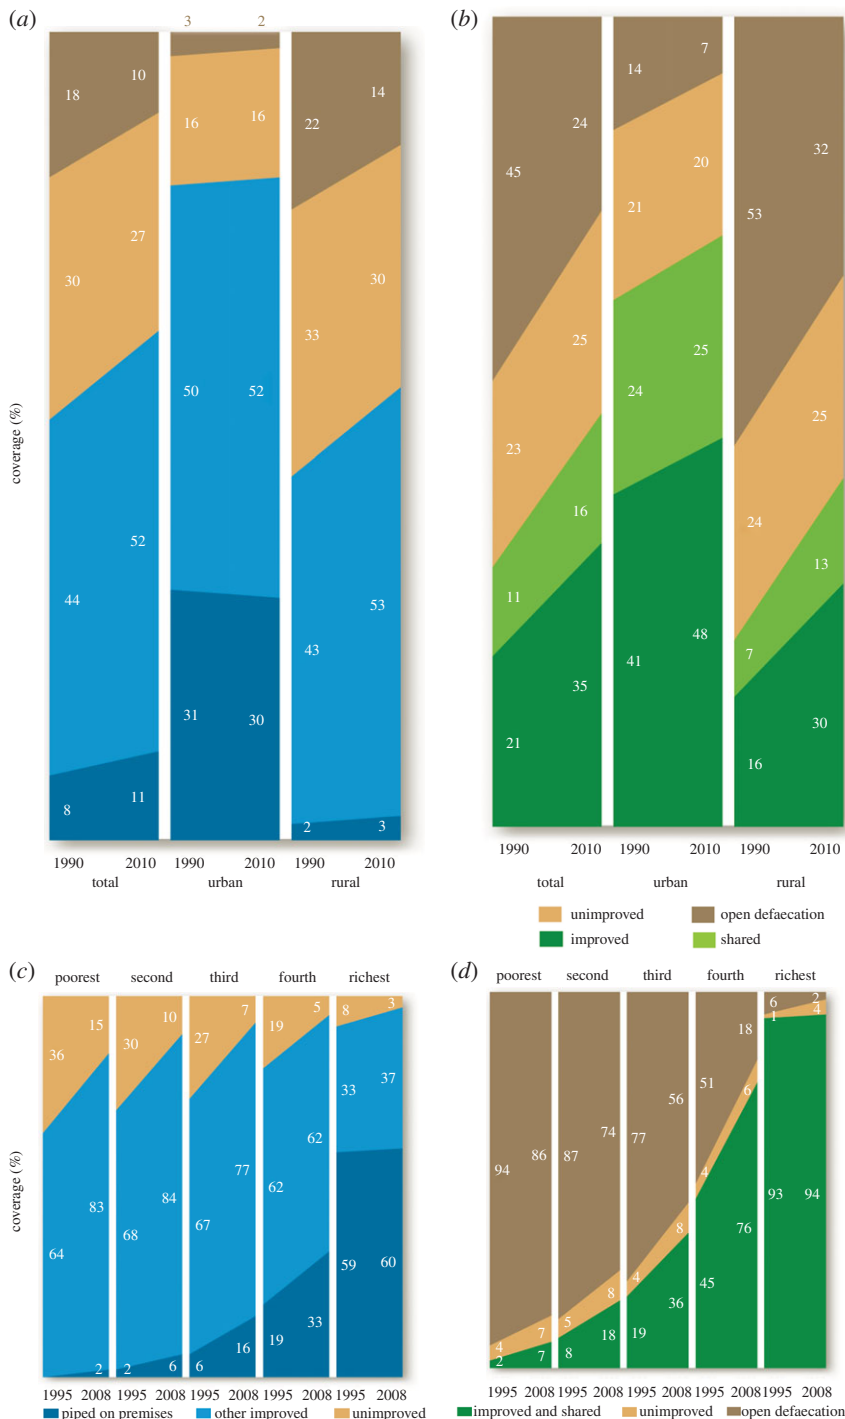 (a)
3 2
18 10 16 16 22 14
30 27 33 30
44 52 50 52 43 53
8 11 31 30 2 3
coverage (%)
1990 2010 1990 2010 1990 2010
total urban rural
(b)
45 24 14 7 53 32
23 25 21 20 24 25
11 16 24 25 7 13
21 35 41 48 16 30
1990 2010 1990 2010 1990 2010
total urban rural
unimproved open defaecation
improved shared
(c)
poorest second third fourth richest
36 15 30 10 27 7 19 5 8 3
64 83 68 84 67 77 62 62 33 37
2 2 6 6 16 19 33 59 60
coverage (%)
1995 2008 1995 2008 1995 2008 1995 2008 1995 2008
piped on premises other improved unimproved
(d)
poorest second third fourth richest
94 86 87 74 77 56 51 18 6 2
4 7 5 8 4 8 4 6 1 4
2 7 8 18 19 36 45 76 93 94
1995 2008 1995 2008 1995 2008 1995 2008 1995 2008
improved and shared unimproved open defaecation